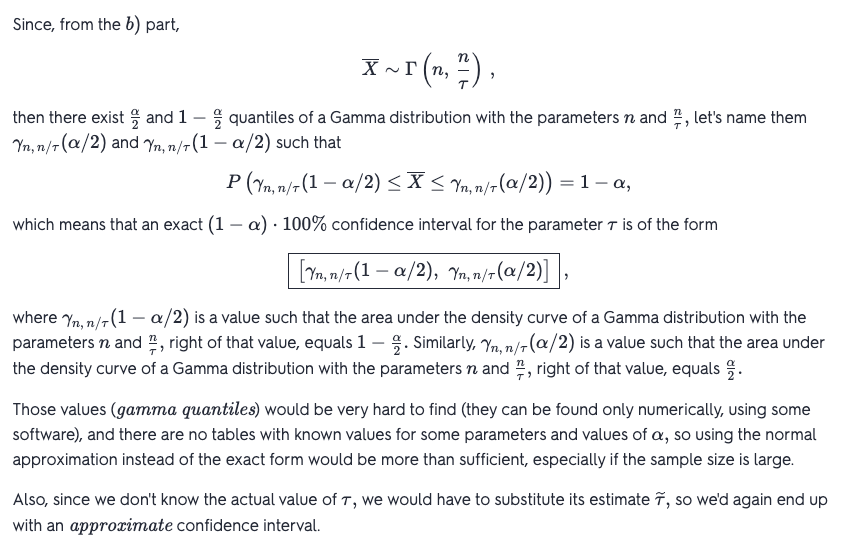 Since, from the b) part,
X̅ ∼ Γ (n, n/τ) ,
then there exist α/2 and 1 − α/2 quantiles of a Gamma distribution with the parameters n and n/τ, let's name them
γₙ, ₙ/τ(α/2) and γₙ, ₙ/τ(1 − α/2) such that
P (γₙ, ₙ/τ(1 − α/2) ≤ X̅ ≤ γₙ, ₙ/τ(α/2)) = 1 − α,
which means that an exact (1 − α) · 100% confidence interval for the parameter τ is of the form
[γₙ, ₙ/τ(1 − α/2), γₙ, ₙ/τ(α/2)] ,
where γₙ, ₙ/τ(1 − α/2) is a value such that the area under the density curve of a Gamma distribution with the
parameters n and n/τ, right of that value, equals 1 − α/2. Similarly, γₙ, ₙ/τ(α/2) is a value such that the area under
the density curve of a Gamma distribution with the parameters n and n/τ, right of that value, equals α/2.
Those values (gamma quantiles) would be very hard to find (they can be found only numerically, using some
software), and there are no tables with known values for some parameters and values of α, so using the normal
approximation instead of the exact form would be more than sufficient, especially if the sample size is large.
Also, since we don't know the actual value of τ, we would have to substitute its estimate τ̃, so we'd again end up
with an approximate confidence interval.